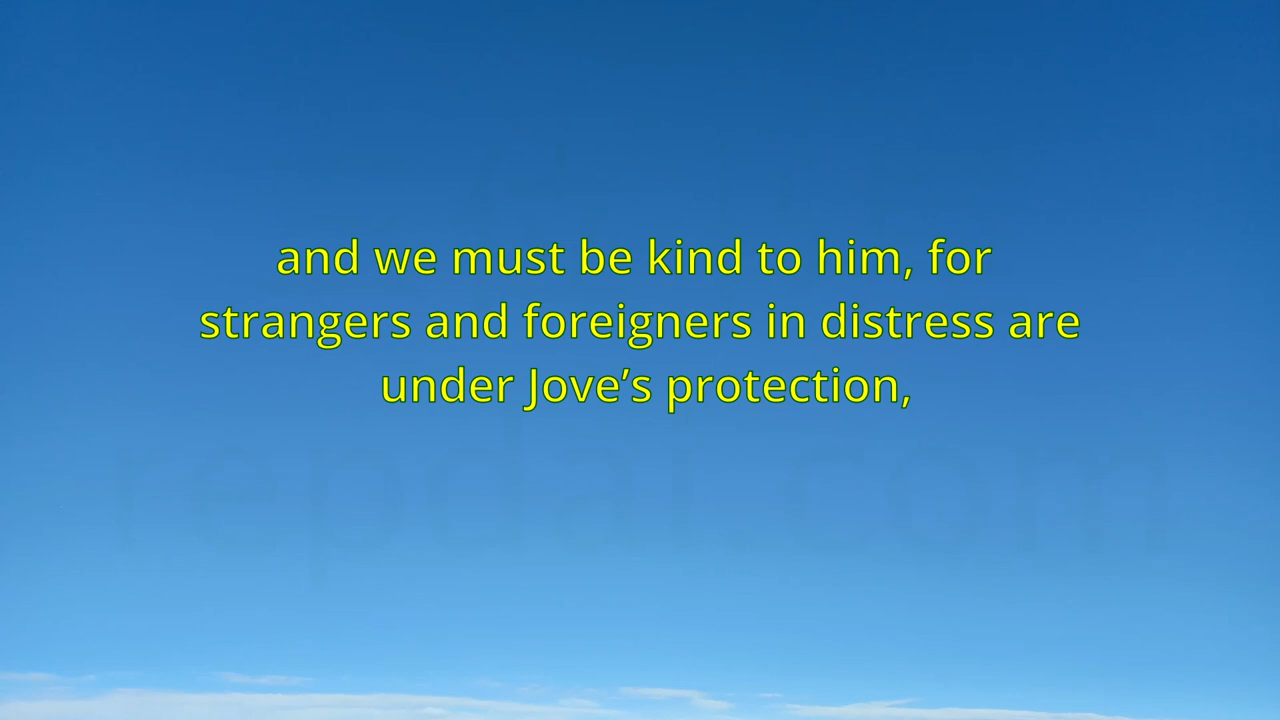 and we must be kind to him, for
strangers and foreigners in distress are
under Jove’s protection,